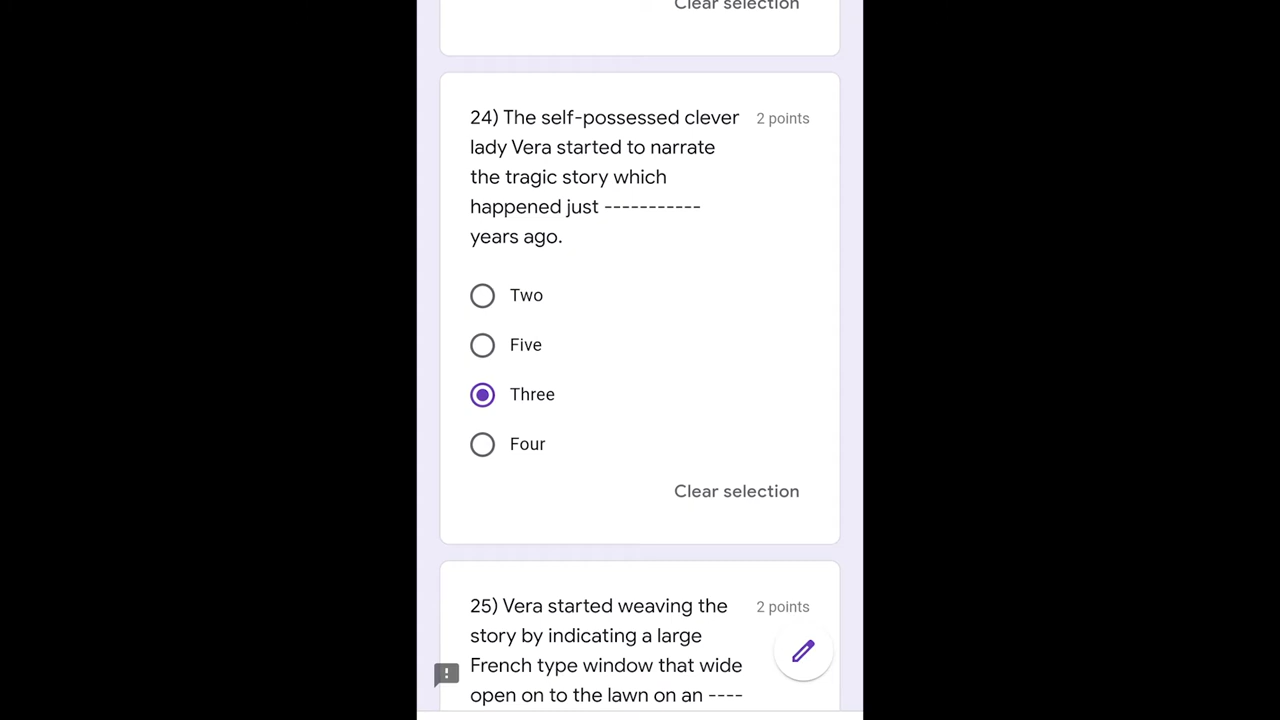 Clear selection
24) The self-possessed clever 2 points
lady Vera started to narrate
the tragic story which
happened just -----------
years ago.
Two
Five
Three
Four
Clear selection
25) Vera started weaving the 2 points
story by indicating a large
French type window that wide
open on to the lawn on an ----